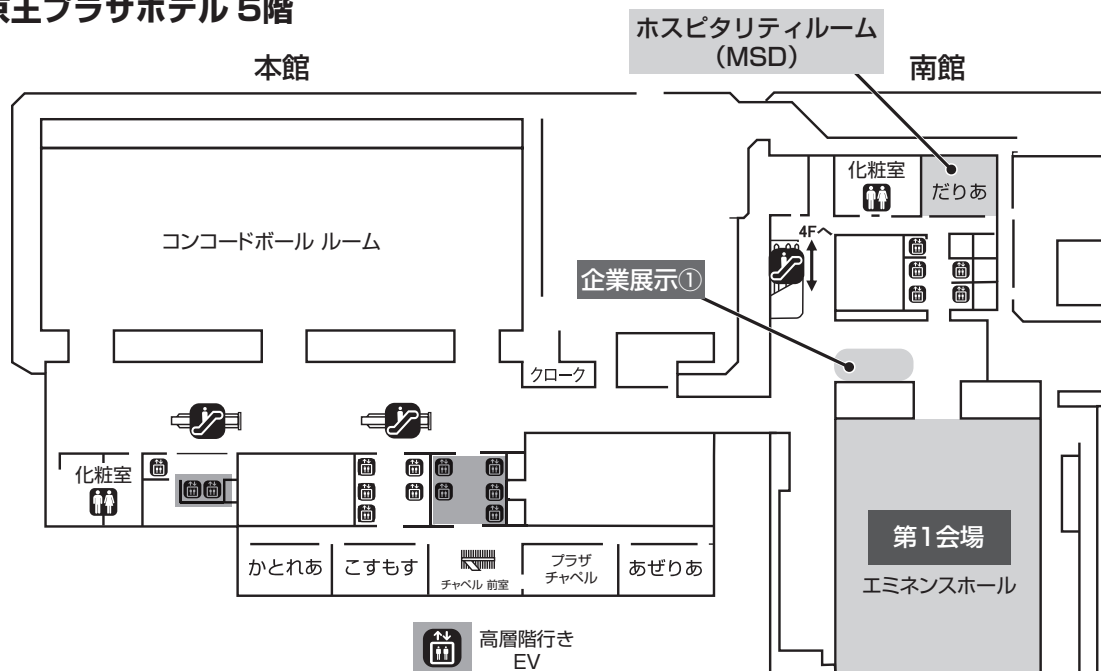 京王プラザホテル 5階
ホスピタリティルーム
（MSD）
本館
南館
化粧室
だりあ
4Fへ
コンコードボール ルーム
企業展示①
クローク
化粧室
第1会場
エミネンスホール
かとれあ
こすもす
チャペル 前室
プラザ
チャペル
あぜりあ
高層階行き
EV